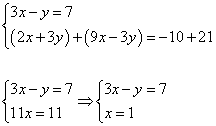 3x − y = 7
(2x + 3y) + (9x − 3y) = −10 + 21
3x − y = 7 ⇒ 3x − y = 7
11x = 11 x = 1